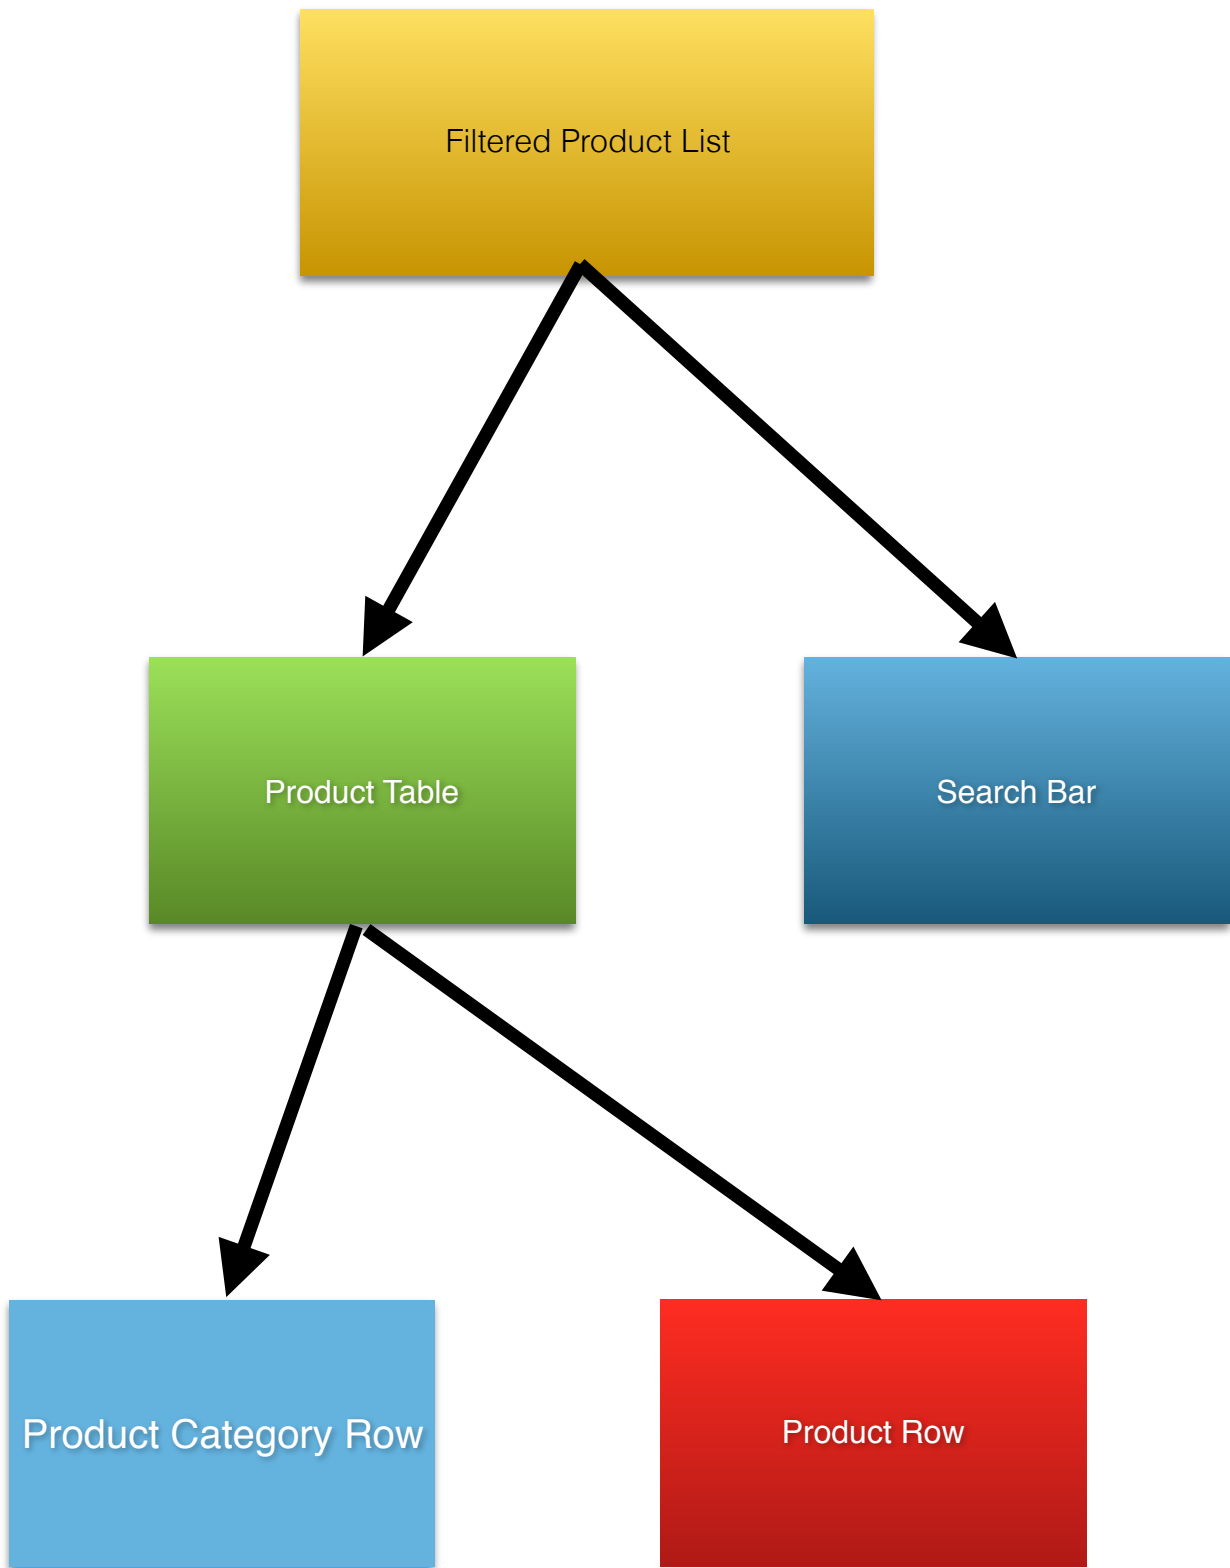 Filtered Product List
Product Table
Search Bar
Product Category Row
Product Row